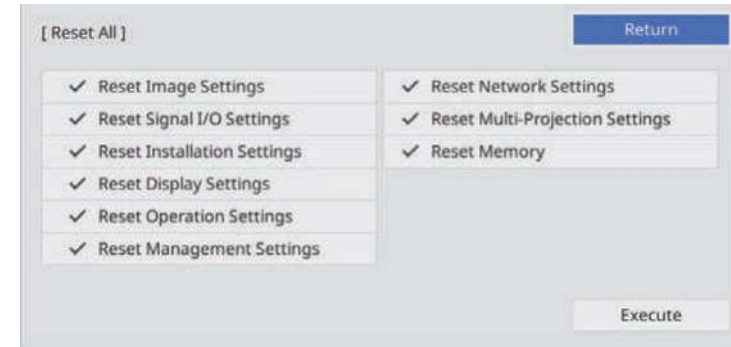 [ Reset All ]
Return
✓ Reset Image Settings
✓ Reset Signal I/O Settings
✓ Reset Installation Settings
✓ Reset Display Settings
✓ Reset Operation Settings
✓ Reset Management Settings
✓ Reset Network Settings
✓ Reset Multi-Projection Settings
✓ Reset Memory
Execute